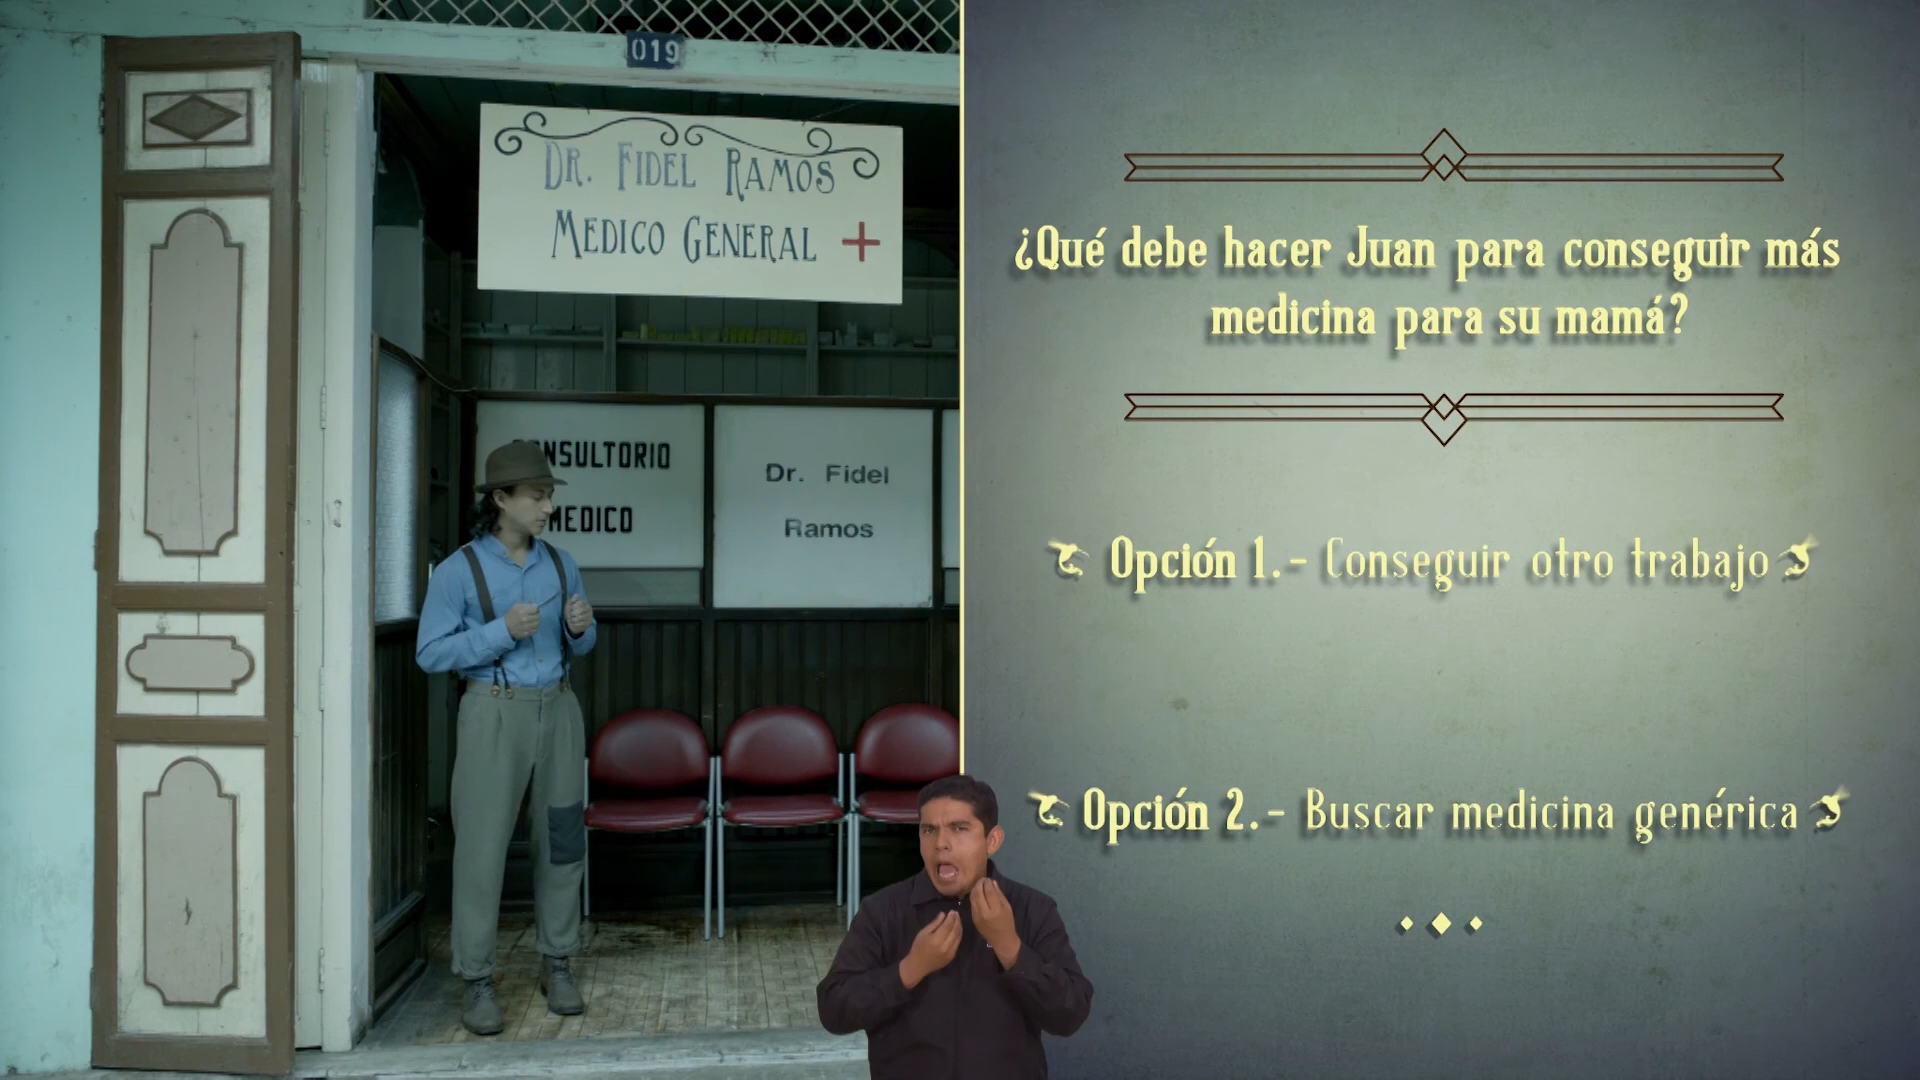 019
DR. FIDEL RAMOS
MEDICO GENERAL
CONSULTORIO
MEDICO
Dr. Fidel
Ramos
¿Qué debe hacer Juan para conseguir más
medicina para su mamá?
Opción 1.- Conseguir otro trabajo
Opción 2.- Buscar medicina genérica